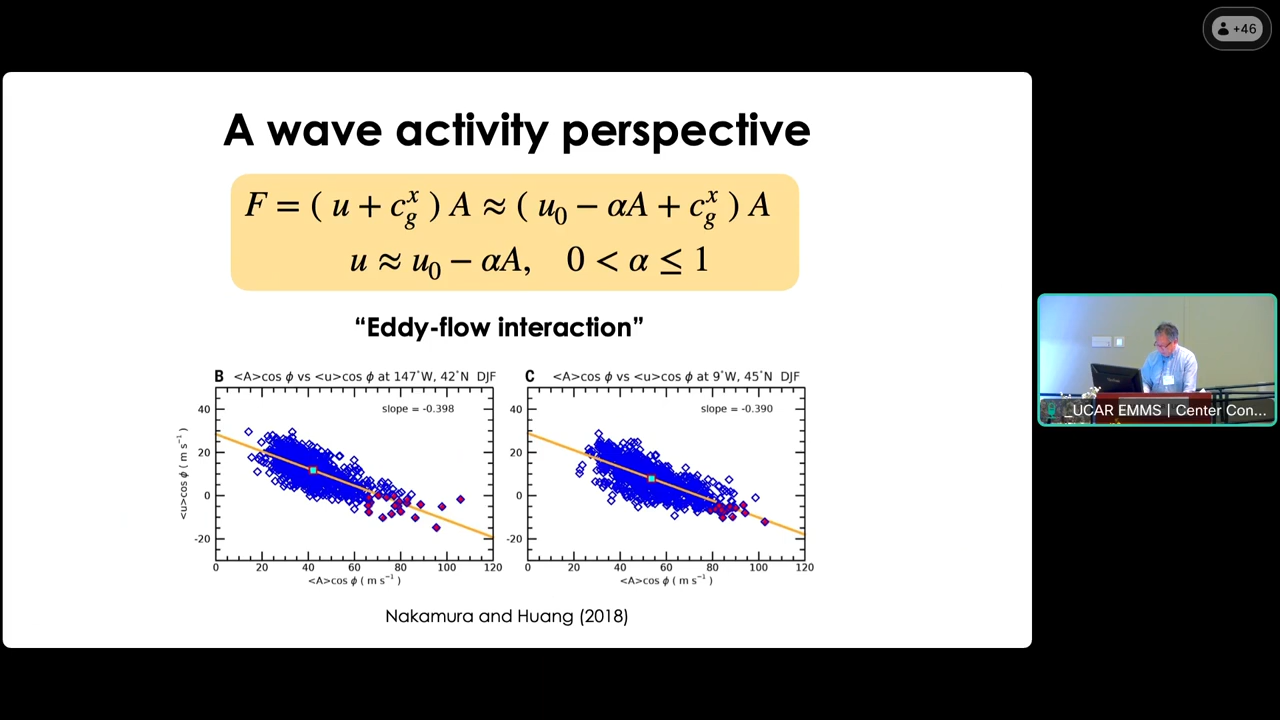 +46
A wave activity perspective
F = ( u + c_g^x ) A ≈ ( u_0 − αA + c_g^x ) A
u ≈ u_0 − αA, 0 < α ≤ 1
“Eddy-flow interaction”
B <A>cos ϕ vs <u>cos ϕ at 147°W, 42°N DJF
slope = -0.398
40
20
0
-20
<u>cos ϕ ( m s⁻¹ )
0 20 40 60 80 100 120
<A>cos ϕ ( m s⁻¹ )
C <A>cos ϕ vs <u>cos ϕ at 9°W, 45°N DJF
slope = -0.390
40
20
0
-20
0 20 40 60 80 100 120
<A>cos ϕ ( m s⁻¹ )
Nakamura and Huang (2018)
_UCAR EMMS | Center Con...